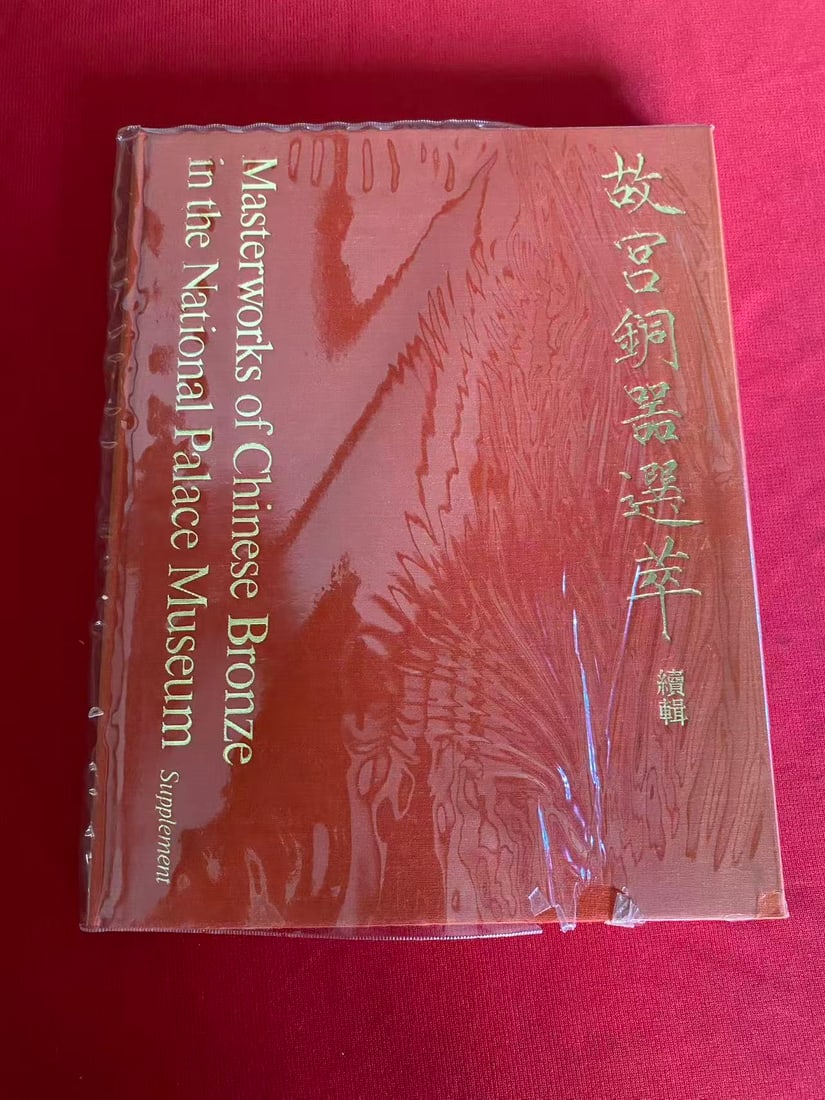 故宮銅器選萃
續輯
Masterworks of Chinese Bronze
in the National Palace Museum Supplement